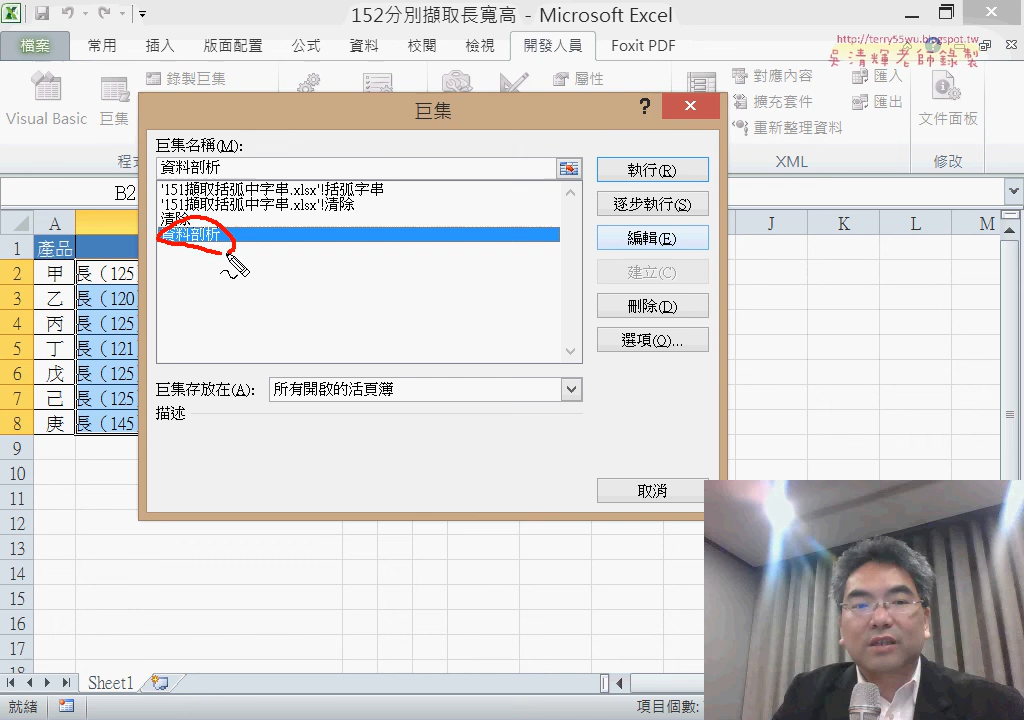 152分別擷取長寬高 - Microsoft Excel
檔案 常用 插入 版面配置 公式 資料 校閱 檢視 開發人員 Foxit PDF
http://terry55wu.blogspot.tw
吳清輝老師錄製
Visual Basic 巨集 錄製巨集 屬性 對應內容 匯入
擴充套件 匯出
重新整理資料 文件面板
程式 XML 修改
B2
巨集
巨集名稱(M):
資料剖析
'151擷取括弧中字串.xlsx'!括弧字串
'151擷取括弧中字串.xlsx'!清除
清除
資料剖析
執行(R)
逐步執行(S)
編輯(E)
建立(C)
刪除(D)
選項(O)...
巨集存放在(A): 所有開啟的活頁簿
描述
取消
A J K L M
1 產品
2 甲 長（125
3 乙 長（120
4 丙 長（125
5 丁 長（121
6 戊 長（125
7 己 長（125
8 庚 長（145
9
10
11
12
13
14
15
16
17
18
Sheet1
就緒 項目個數: